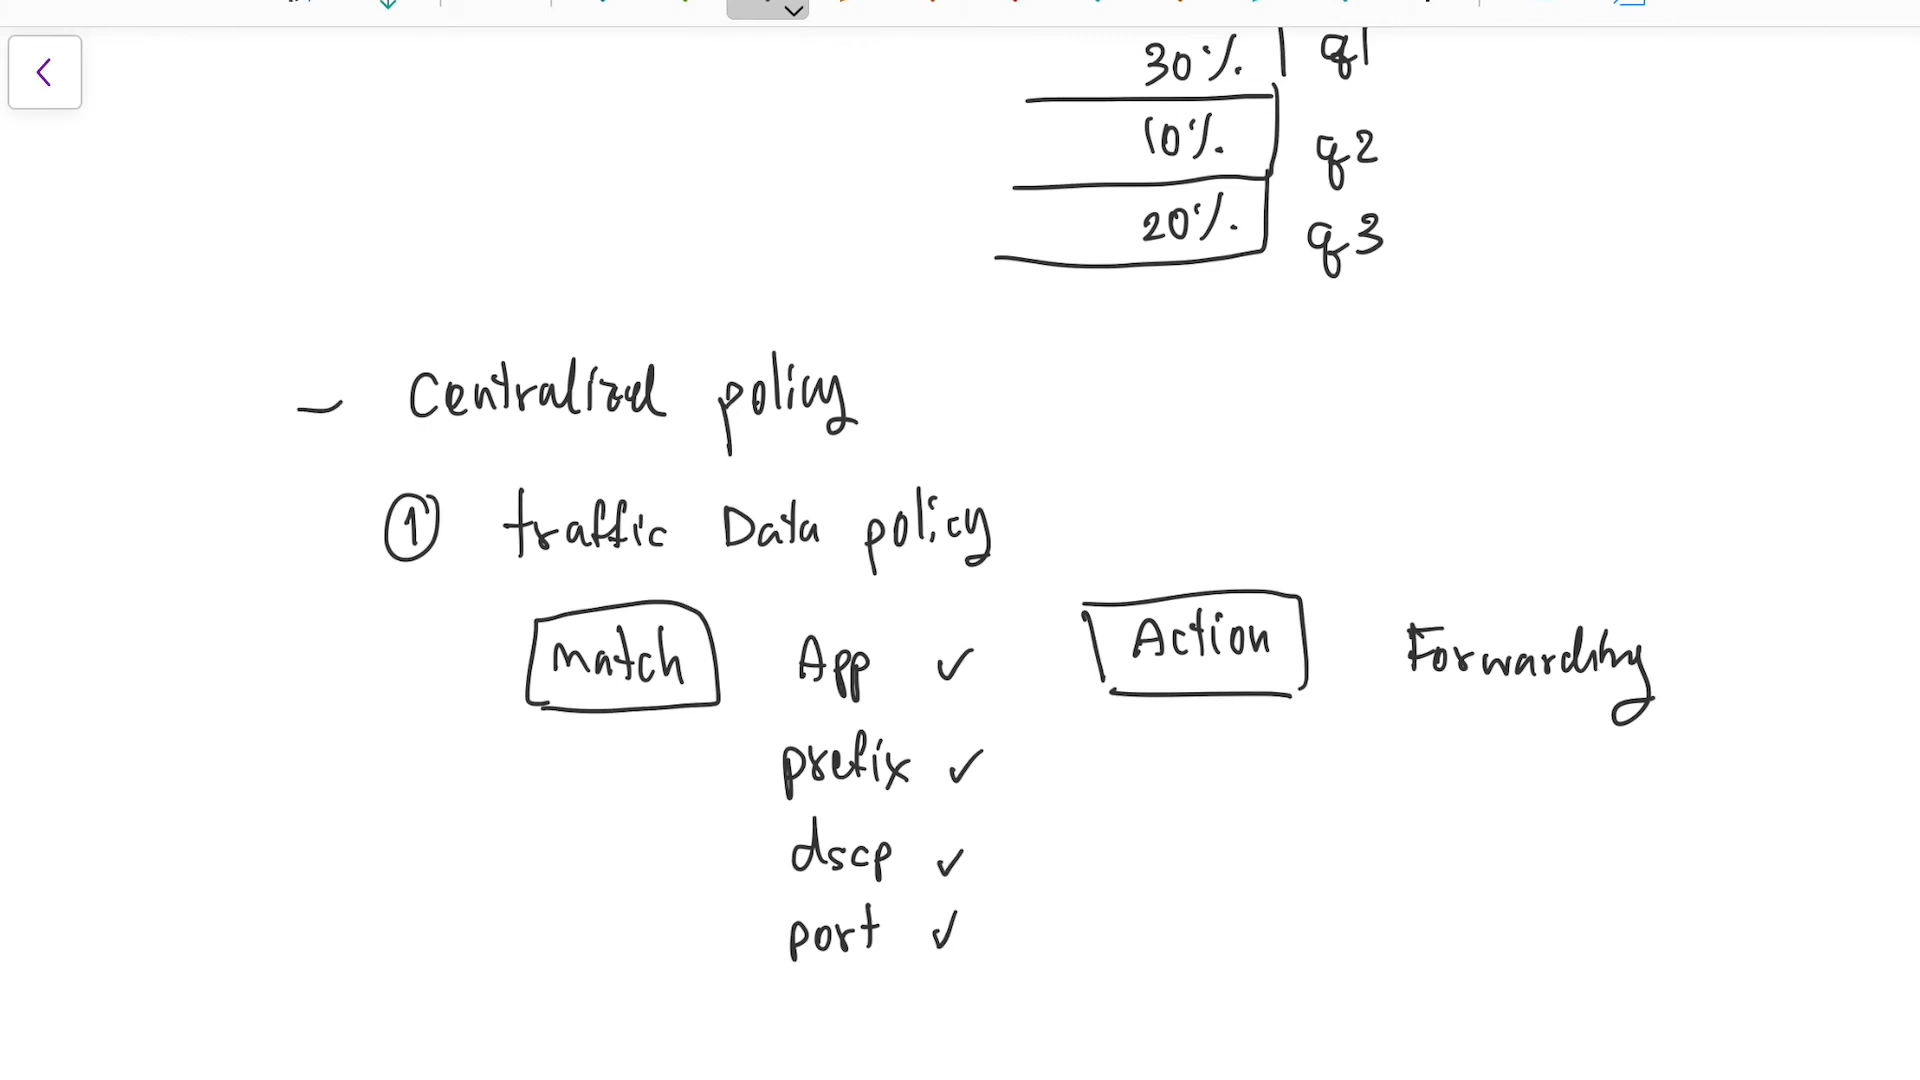 30% q1
10% q2
20% q3
- Centralized policy
① traffic Data policy
match App ✓ Action Forwarding
prefix ✓
dscp ✓
port ✓